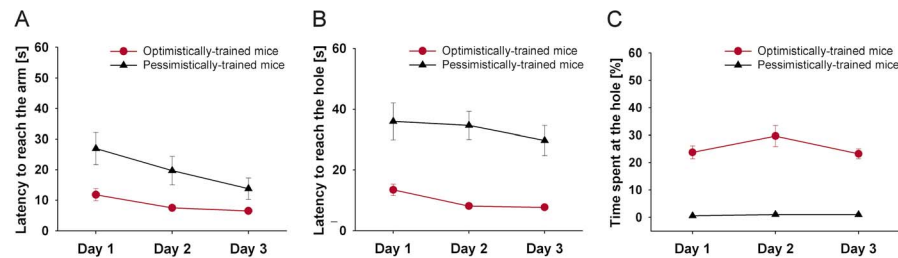 A
Latency to reach the arm [s]
60
50
40
30
20
10
0
Optimistically-trained mice
Pessimistically-trained mice
Day 1 Day 2 Day 3
B
Latency to reach the hole [s]
60
40
20
0
Optimistically-trained mice
Pessimistically-trained mice
Day 1 Day 2 Day 3
C
Time spent at the hole [%]
60
50
40
30
20
10
0
Optimistically-trained mice
Pessimistically-trained mice
Day 1 Day 2 Day 3